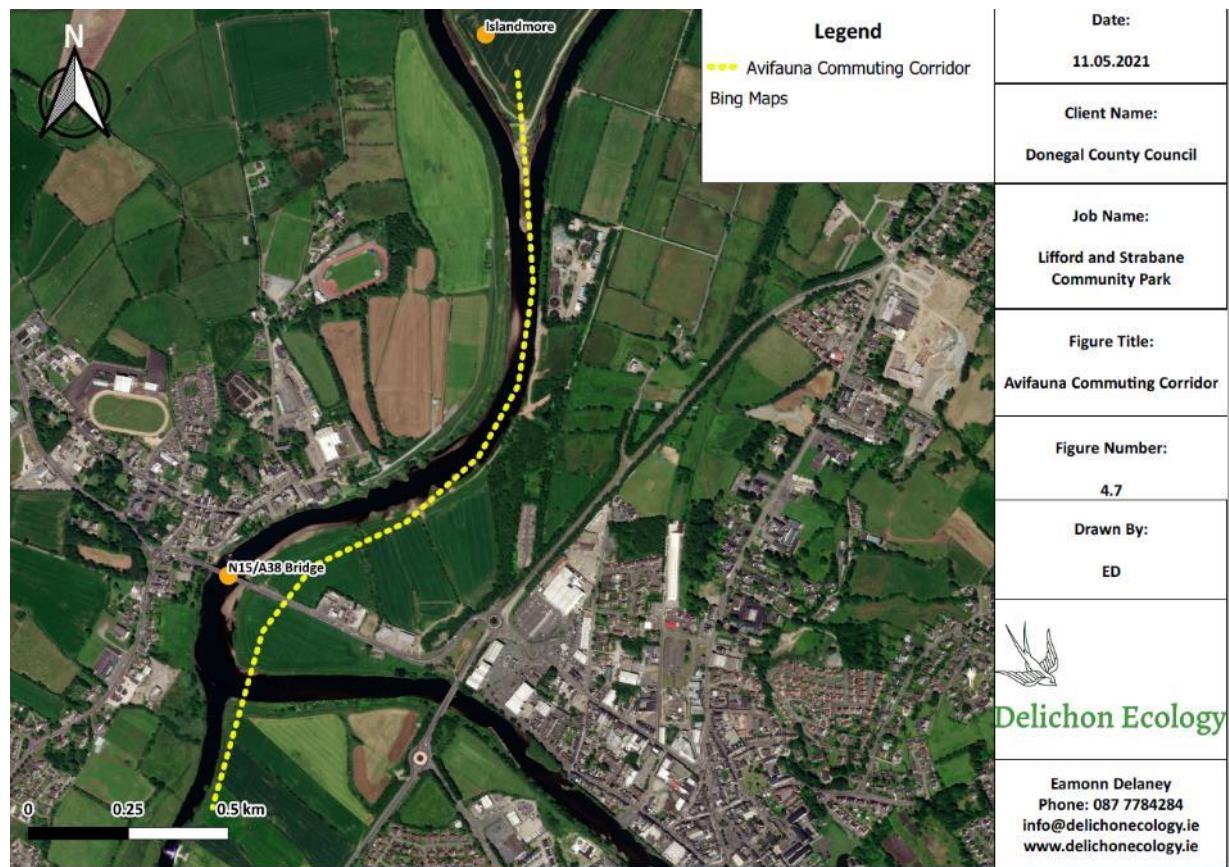 N
Islandmore
N15/A38 Bridge
0 0.25 0.5 km
Legend
Avifauna Commuting Corridor
Bing Maps
Date:
11.05.2021
Client Name:
Donegal County Council
Job Name:
Lifford and Strabane
Community Park
Figure Title:
Avifauna Commuting Corridor
Figure Number:
4.7
Drawn By:
ED
Delichon Ecology
Eamonn Delaney
Phone: 087 7784284
info@delichonecology.ie
www.delichonecology.ie